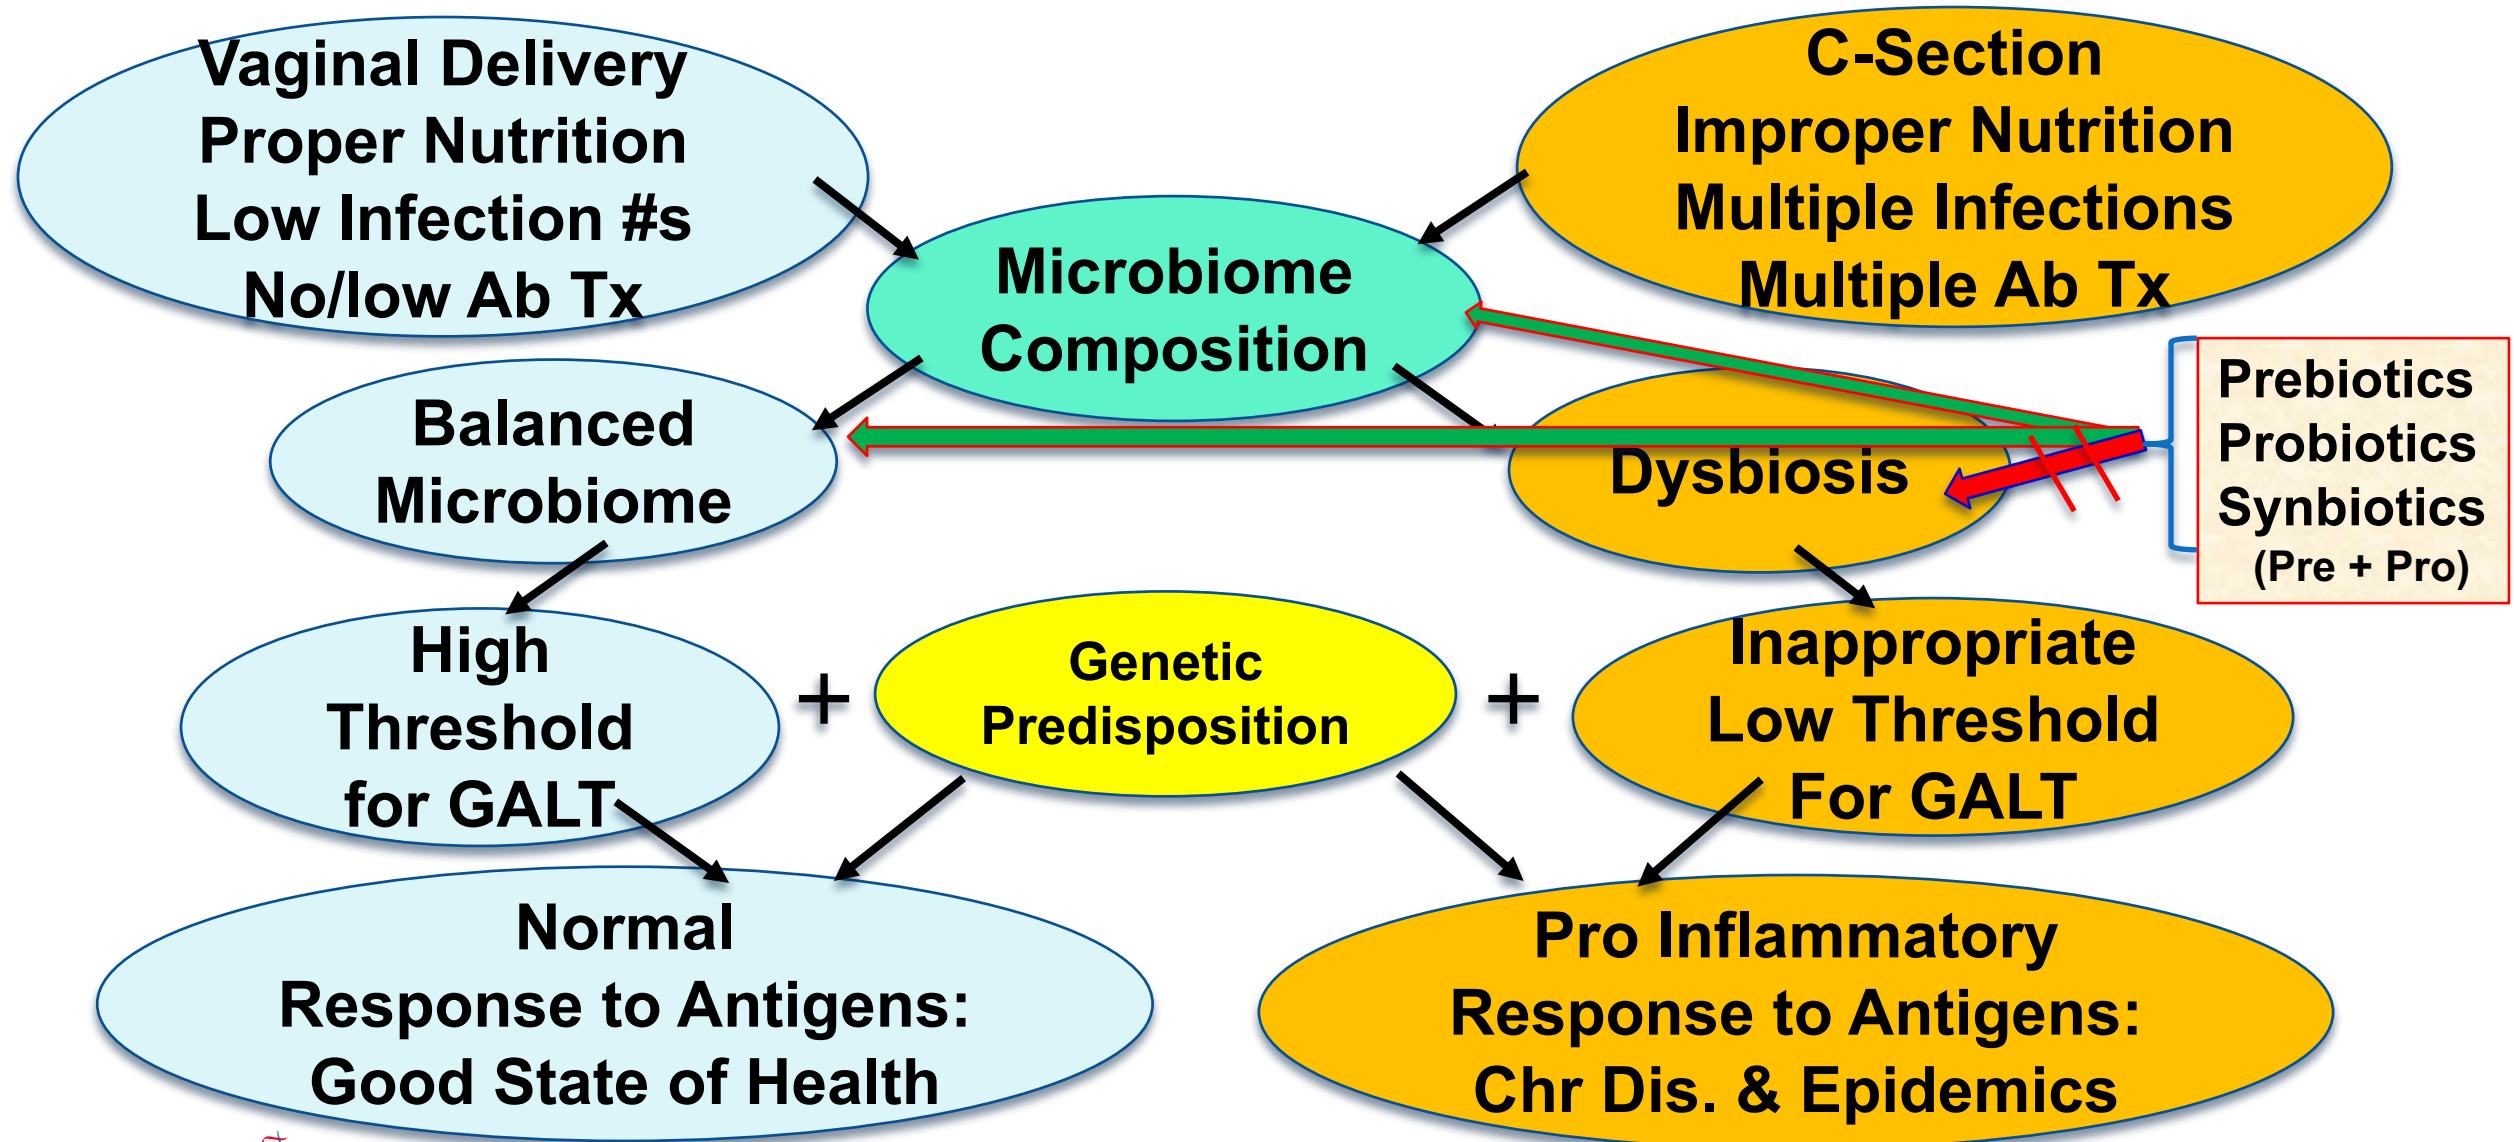 Vaginal Delivery
Proper Nutrition
Low Infection #s
No/low Ab Tx
C-Section
Improper Nutrition
Multiple Infections
Multiple Ab Tx
Microbiome
Composition
Prebiotics
Probiotics
Synbiotics
(Pre + Pro)
Balanced
Microbiome
Dysbiosis
High
Threshold
for GALT
+
Genetic
Predisposition
+
Inappropriate
Low Threshold
For GALT
Normal
Response to Antigens:
Good State of Health
Pro Inflammatory
Response to Antigens:
Chr Dis. & Epidemics